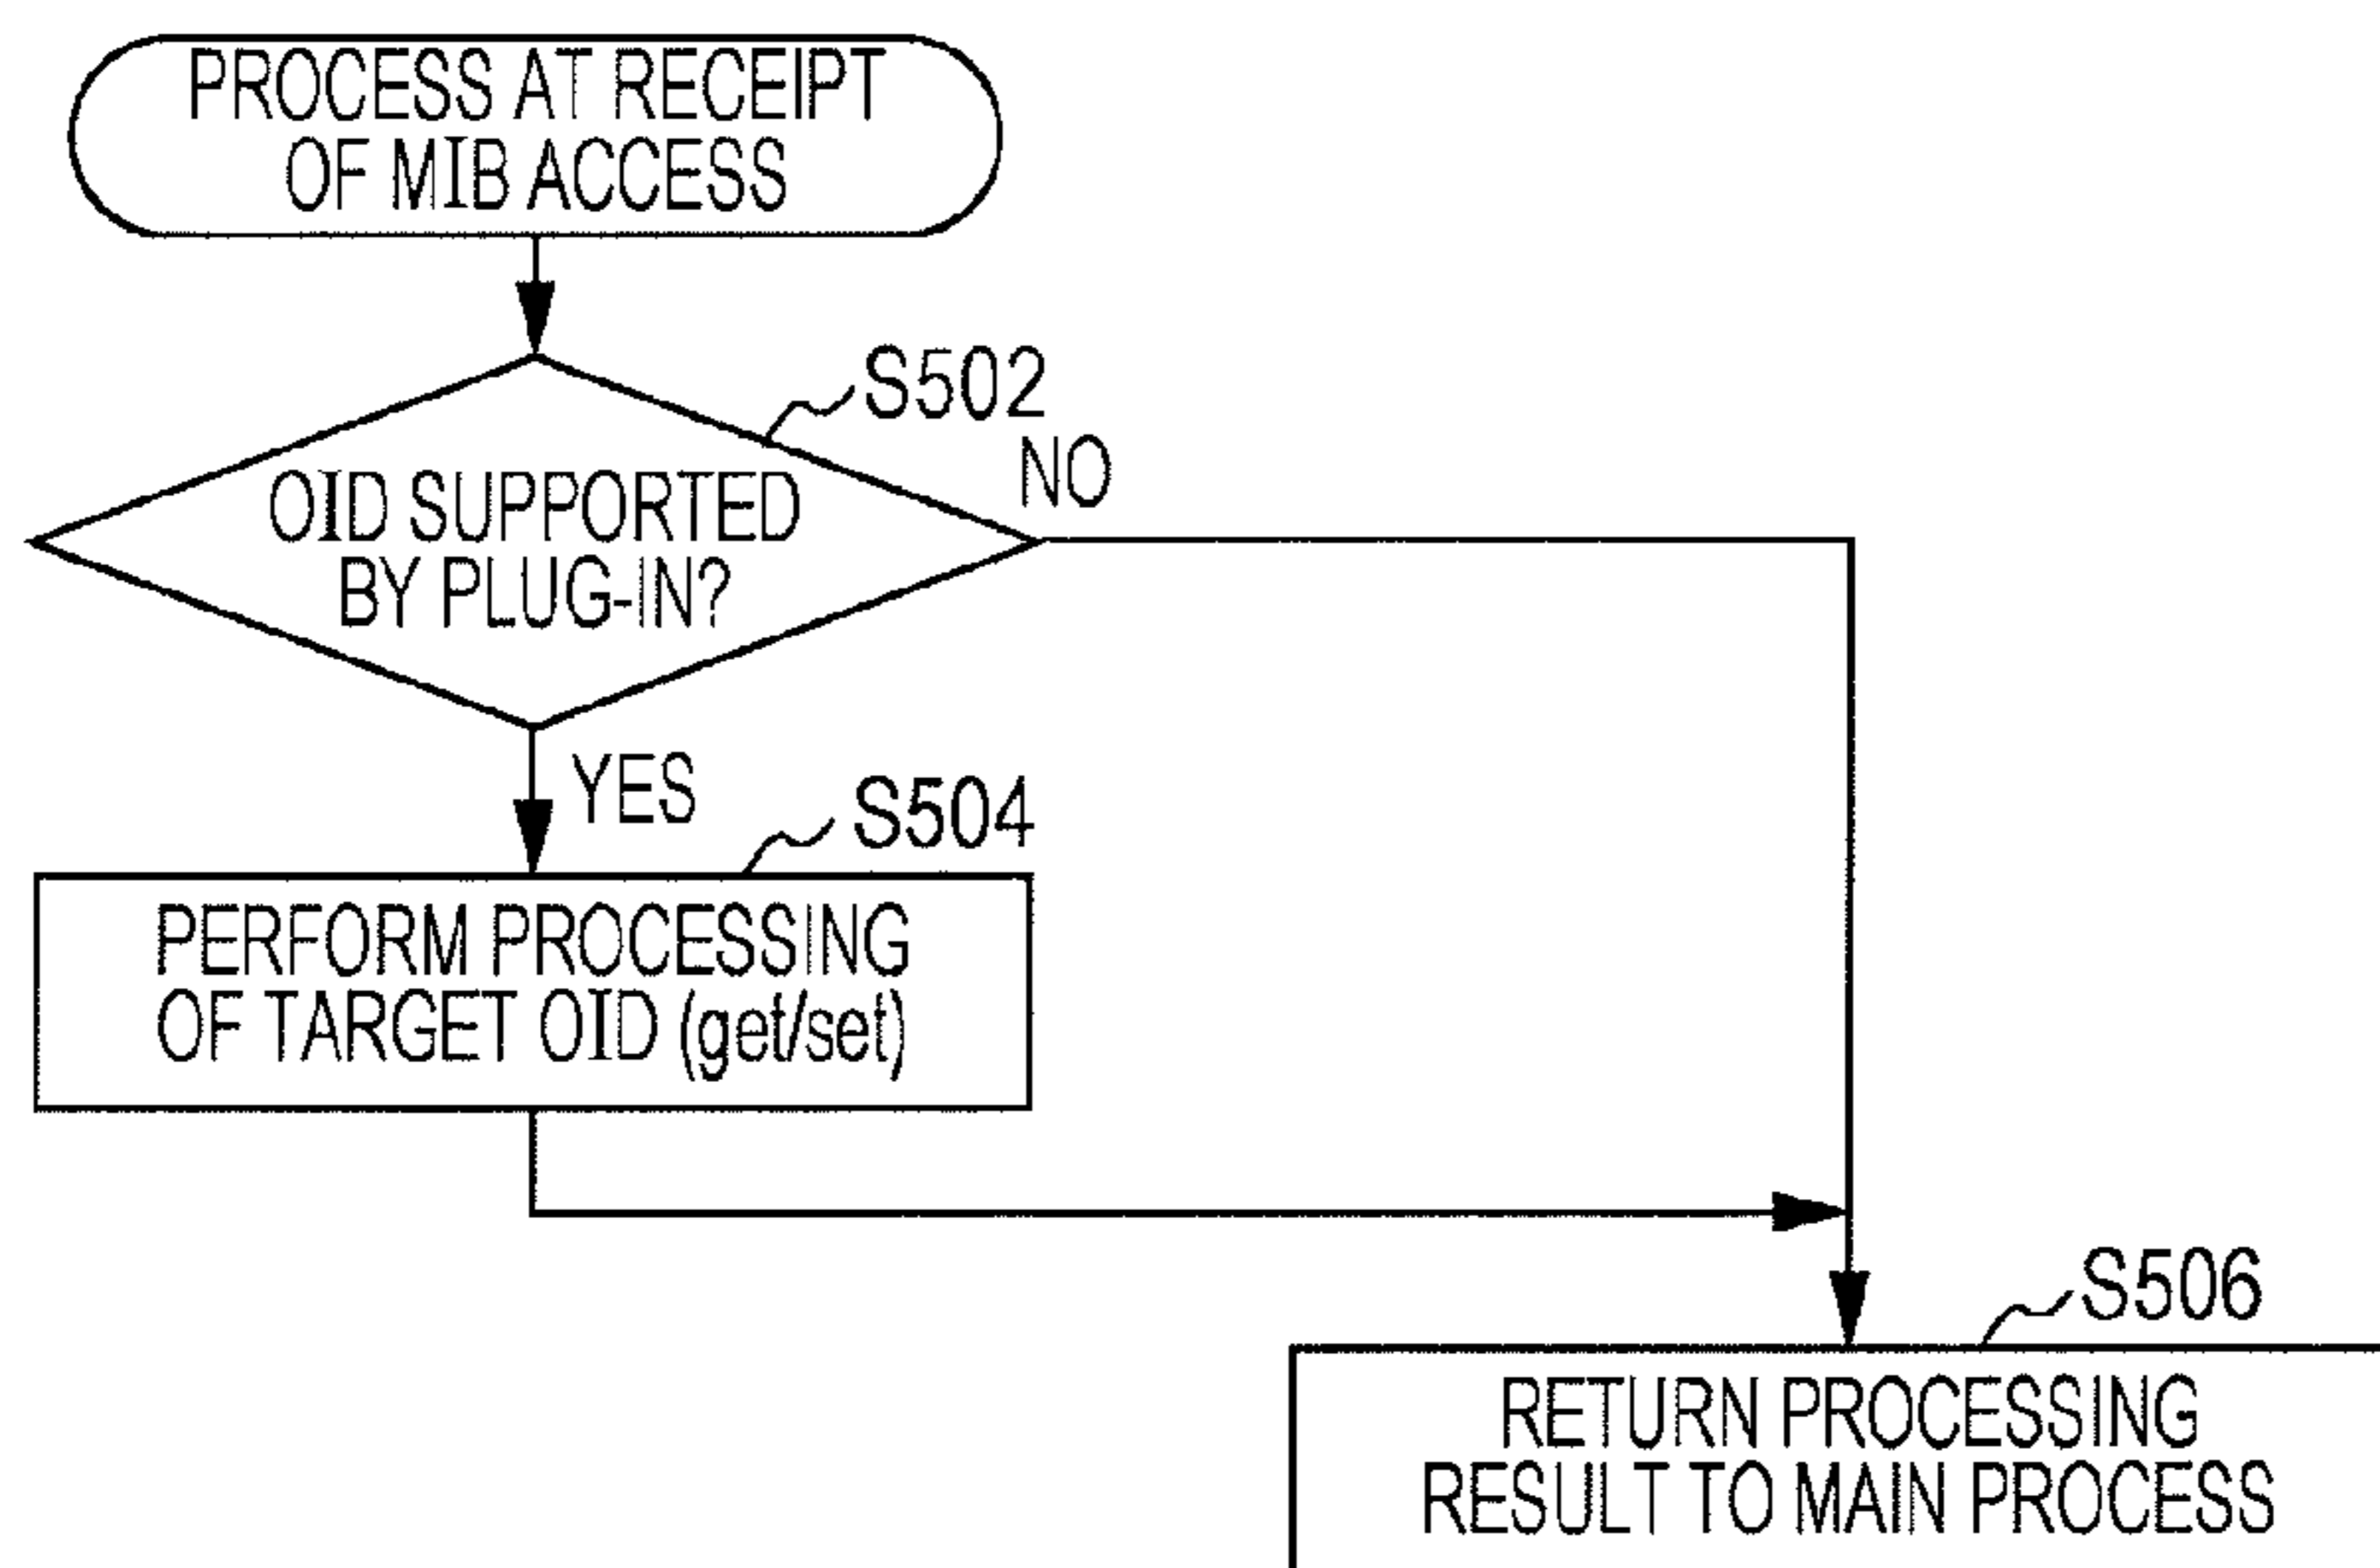 PROCESS AT RECEIPT
OF MIB ACCESS
S502
NO
OID SUPPORTED
BY PLUG-IN?
YES
S504
PERFORM PROCESSING
OF TARGET OID (get/set)
S506
RETURN PROCESSING
RESULT TO MAIN PROCESS